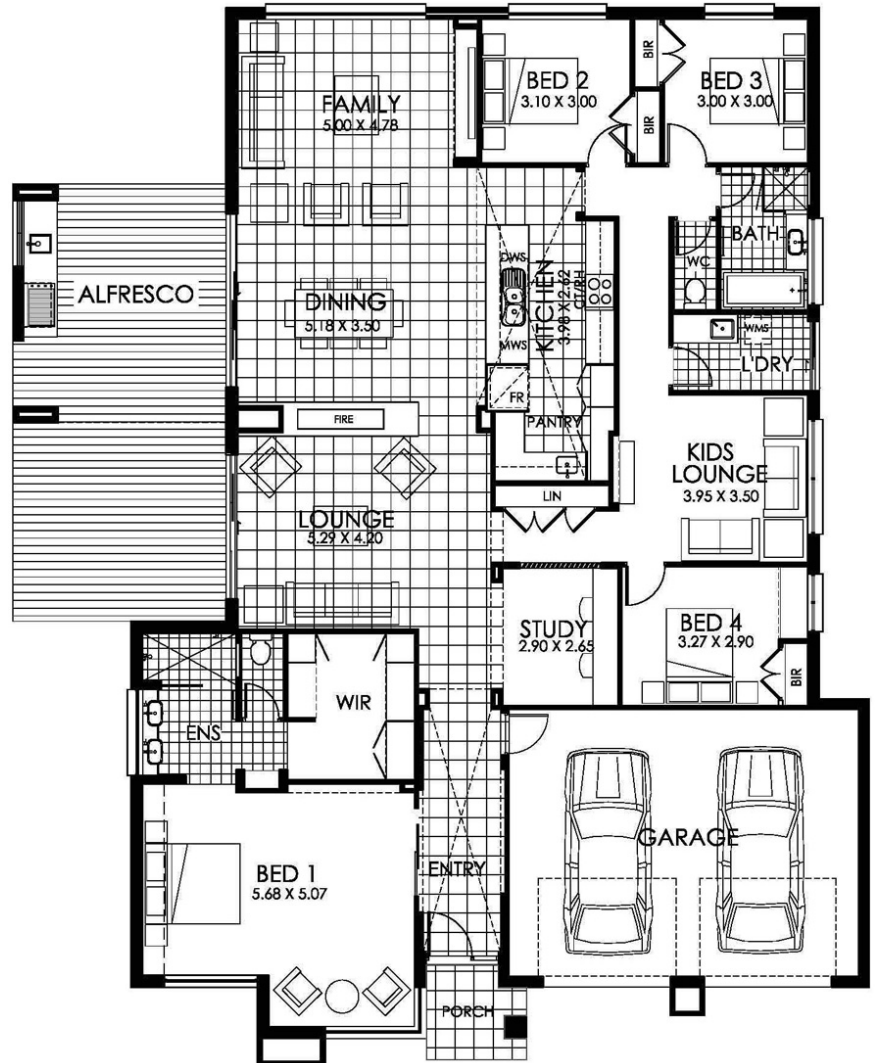 FAMILY
5.00 X 4.78
BED 2
3.10 X 3.00
BIR
BIR
BED 3
3.00 X 3.00
BATH
WC
ALFRESCO
DINING
5.18 X 3.50
KITCHEN
3.98 X 2.62
CT/RH
DWS
MWS
FR
PANTRY
WMS
L'DRY
FIRE
KIDS
LOUNGE
3.95 X 3.50
LIN
LOUNGE
5.29 X 4.20
STUDY
2.90 X 2.65
BED 4
3.27 X 2.90
BIR
WIR
ENS
GARAGE
BED 1
5.68 X 5.07
ENTRY
PORCH